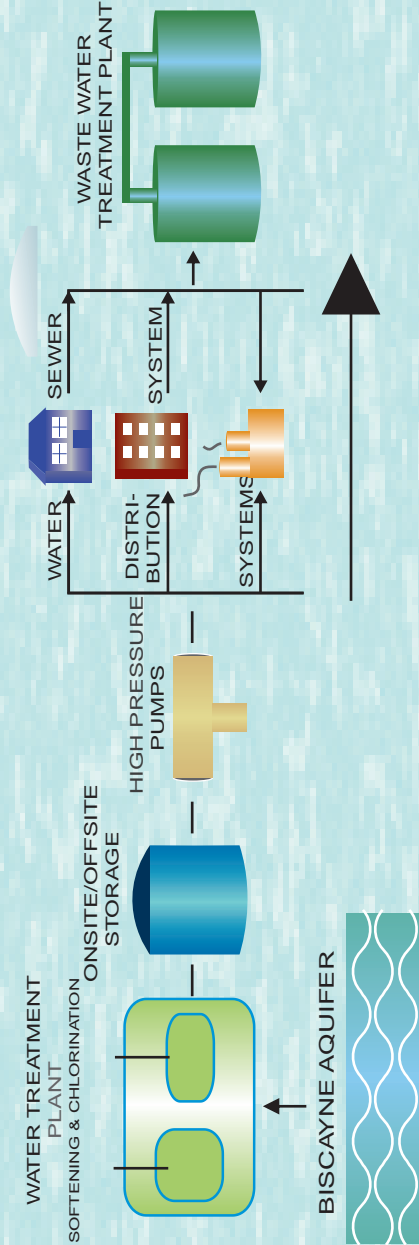 WATER TREATMENT
PLANT
SOFTENING & CHLORINATION
BISCAYNE AQUIFER
ONSITE/OFFSITE
STORAGE
HIGH PRESSURE
PUMPS
WATER
DISTRI-
BUTION
SYSTEMS
SEWER
SYSTEM
WASTE WATER
TREATMENT PLANT